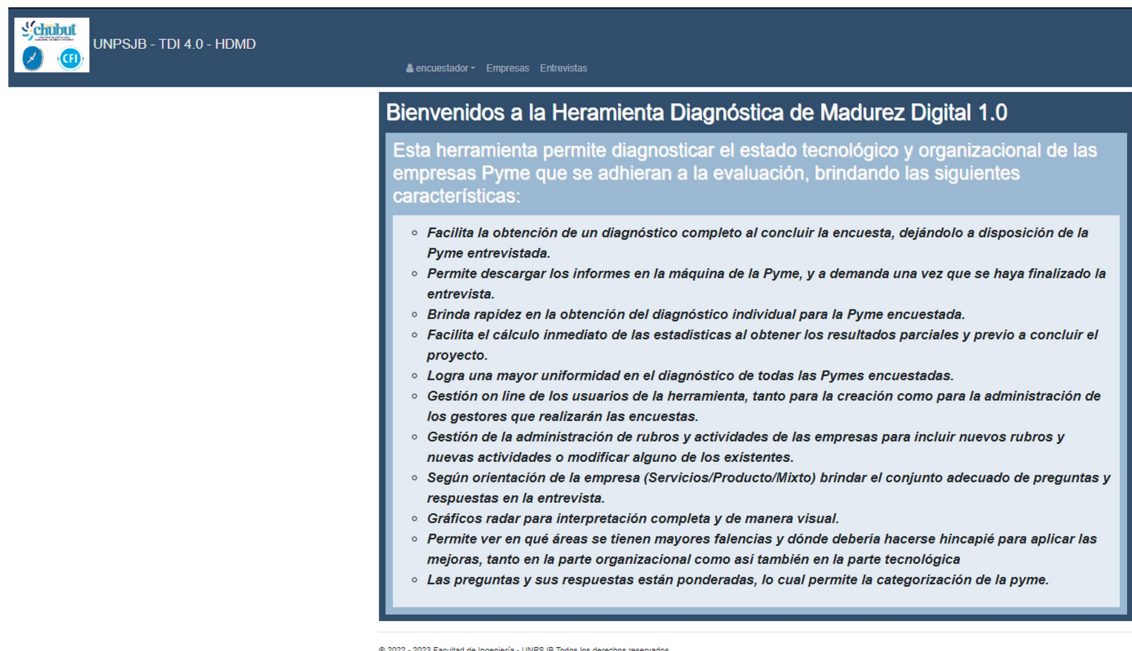 chubut
CFI
UNPSJB - TDI 4.0 - HDMD
encuestador Empresas Entrevistas
Bienvenidos a la Heramienta Diagnóstica de Madurez Digital 1.0
Esta herramienta permite diagnosticar el estado tecnológico y organizacional de las
empresas Pyme que se adhieran a la evaluación, brindando las siguientes
características:
Facilita la obtención de un diagnóstico completo al concluir la encuesta, dejándolo a disposición de la
Pyme entrevistada.
Permite descargar los informes en la máquina de la Pyme, y a demanda una vez que se haya finalizado la
entrevista.
Brinda rapidez en la obtención del diagnóstico individual para la Pyme encuestada.
Facilita el cálculo inmediato de las estadísticas al obtener los resultados parciales y previo a concluir el
proyecto.
Logra una mayor uniformidad en el diagnóstico de todas las Pymes encuestadas.
Gestión on line de los usuarios de la herramienta, tanto para la creación como para la administración de
los gestores que realizarán las encuestas.
Gestión de la administración de rubros y actividades de las empresas para incluir nuevos rubros y
nuevas actividades o modificar alguno de los existentes.
Según orientación de la empresa (Servicios/Producto/Mixto) brindar el conjunto adecuado de preguntas y
respuestas en la entrevista.
Gráficos radar para interpretación completa y de manera visual.
Permite ver en qué áreas se tienen mayores falencias y dónde debería hacerse hincapié para aplicar las
mejoras, tanto en la parte organizacional como así también en la parte tecnológica
Las preguntas y sus respuestas están ponderadas, lo cual permite la categorización de la pyme.
© 2022 - 2023 Facultad de Ingeniería - UNPSJB Todos los derechos reservados